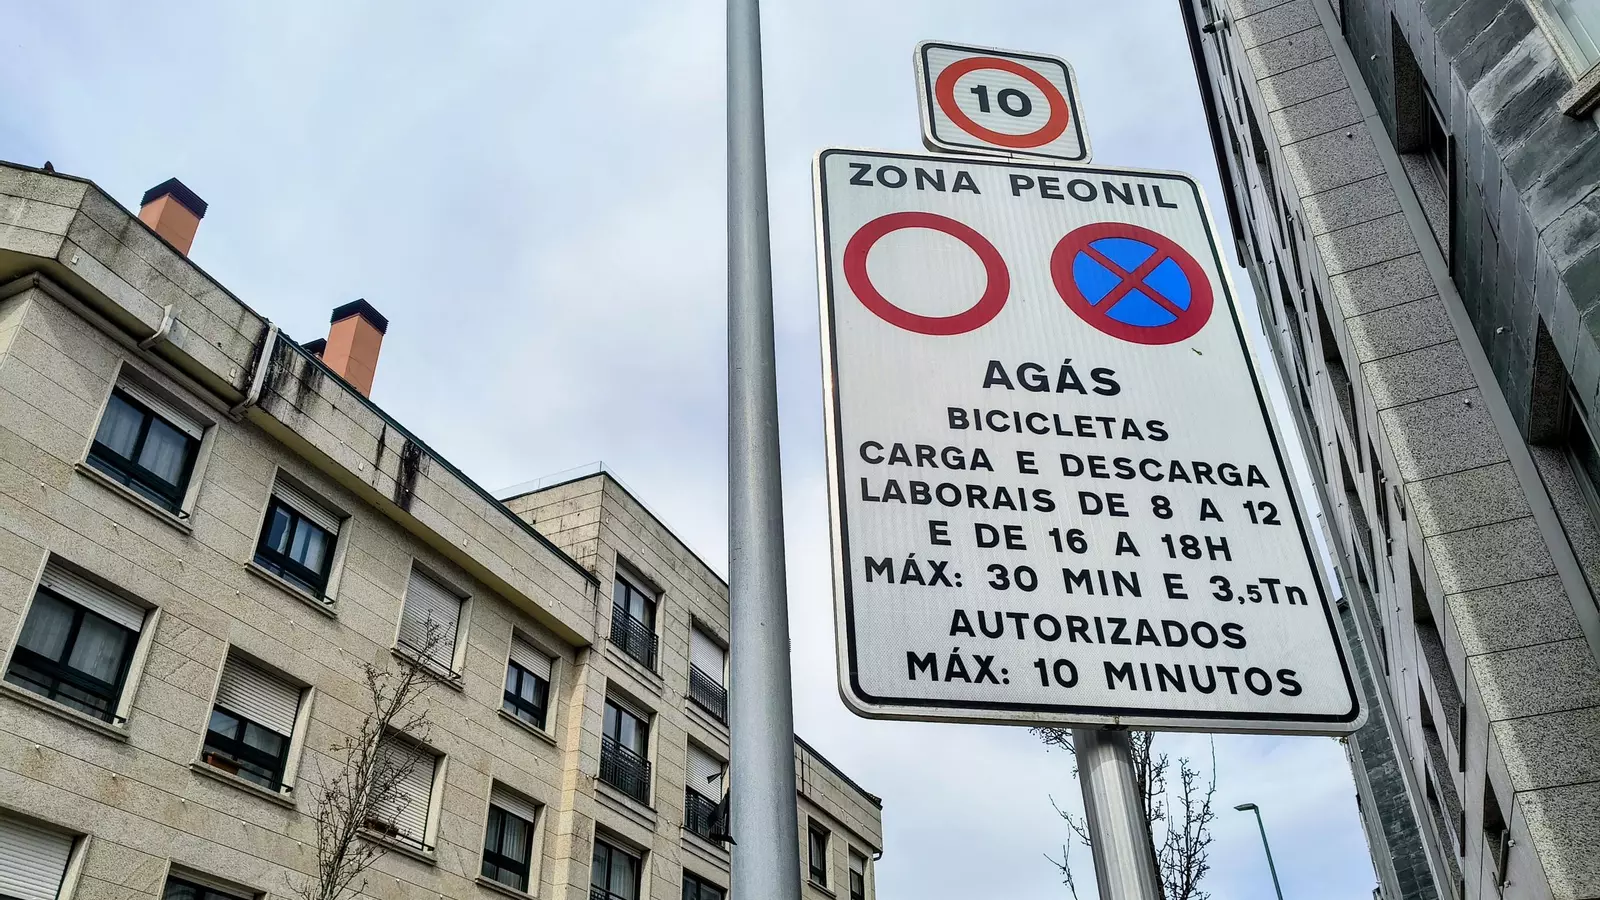 10
ZONA PEONIL
AGÁS
BICICLETAS
CARGA E DESCARGA
LABORAIS DE 8 A 12
E DE 16 A 18H
MÁX: 30 MIN E 3,5Tn
AUTORIZADOS
MÁX: 10 MINUTOS